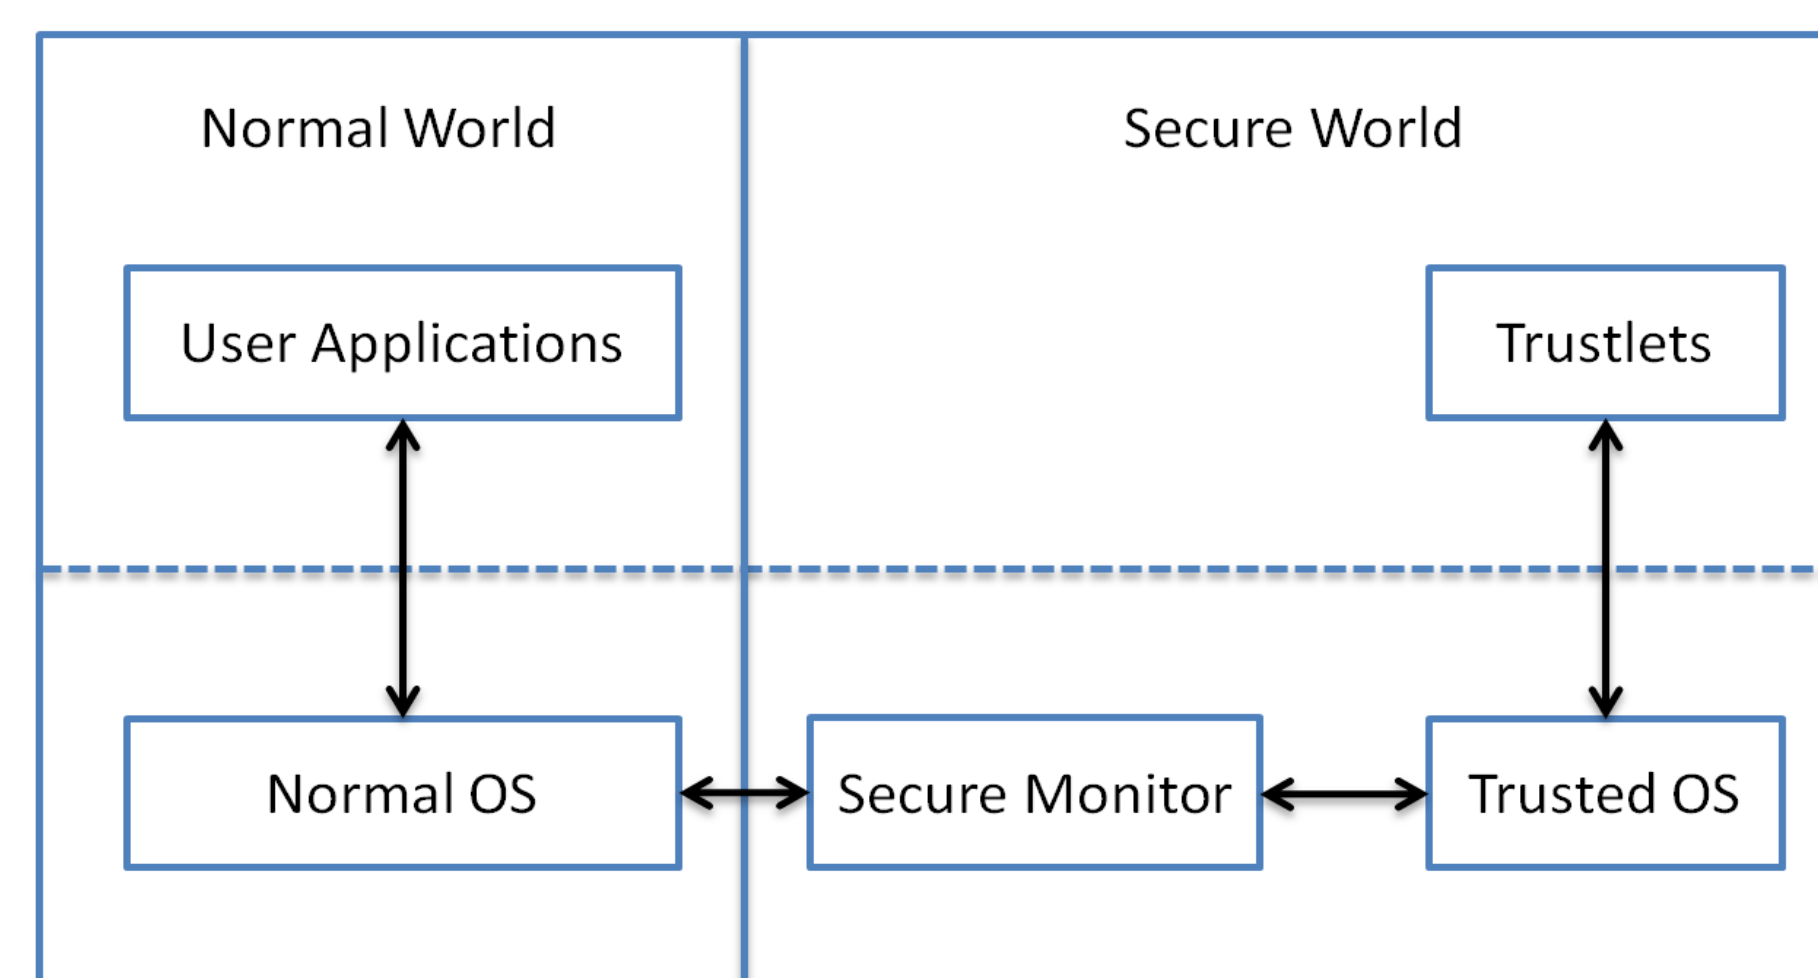 Normal World
Secure World
User Applications
Trustlets
Normal OS
Secure Monitor
Trusted OS